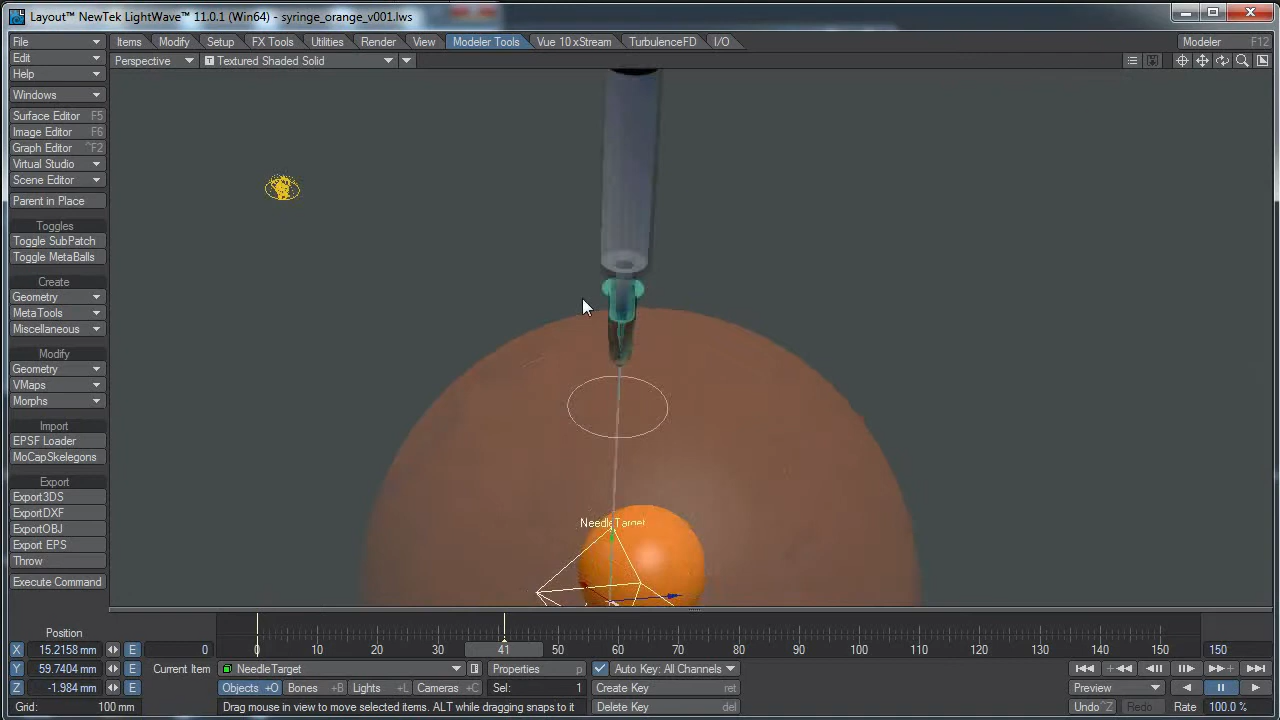 Layout™ NewTek LightWave™ 11.0.1 (Win64) - syringe_orange_v001.lws
File Items Modify Setup FX Tools Utilities Render View Modeler Tools Vue 10 xStream TurbulenceFD I/O Modeler F12
Edit Perspective Textured Shaded Solid
Help
Windows
Surface Editor F5
Image Editor F6
Graph Editor ^F2
Virtual Studio
Scene Editor
Parent in Place
Toggles
Toggle SubPatch
Toggle MetaBalls
Create
Geometry
MetaTools
Miscellaneous
Modify
Geometry
VMaps
Morphs
Import
EPSF Loader
MoCapSkelegons
Export
Export3DS
ExportDXF
ExportOBJ
Export EPS
Throw
Execute Command
NeedleTarget
Position
X 15.2158 mm E 0 0 10 20 30 41 50 60 70 80 90 100 110 120 130 140 150 150
Y 59.7404 mm E Current Item NeedleTarget Properties p Auto Key: All Channels
Z -1.984 mm E Objects +O Bones +B Lights +L Cameras +C Sel: 1 Create Key ret Preview
Grid: 100 mm Drag mouse in view to move selected items. ALT while dragging snaps to it Delete Key del Undo ^Z Redo Rate 100.0 %